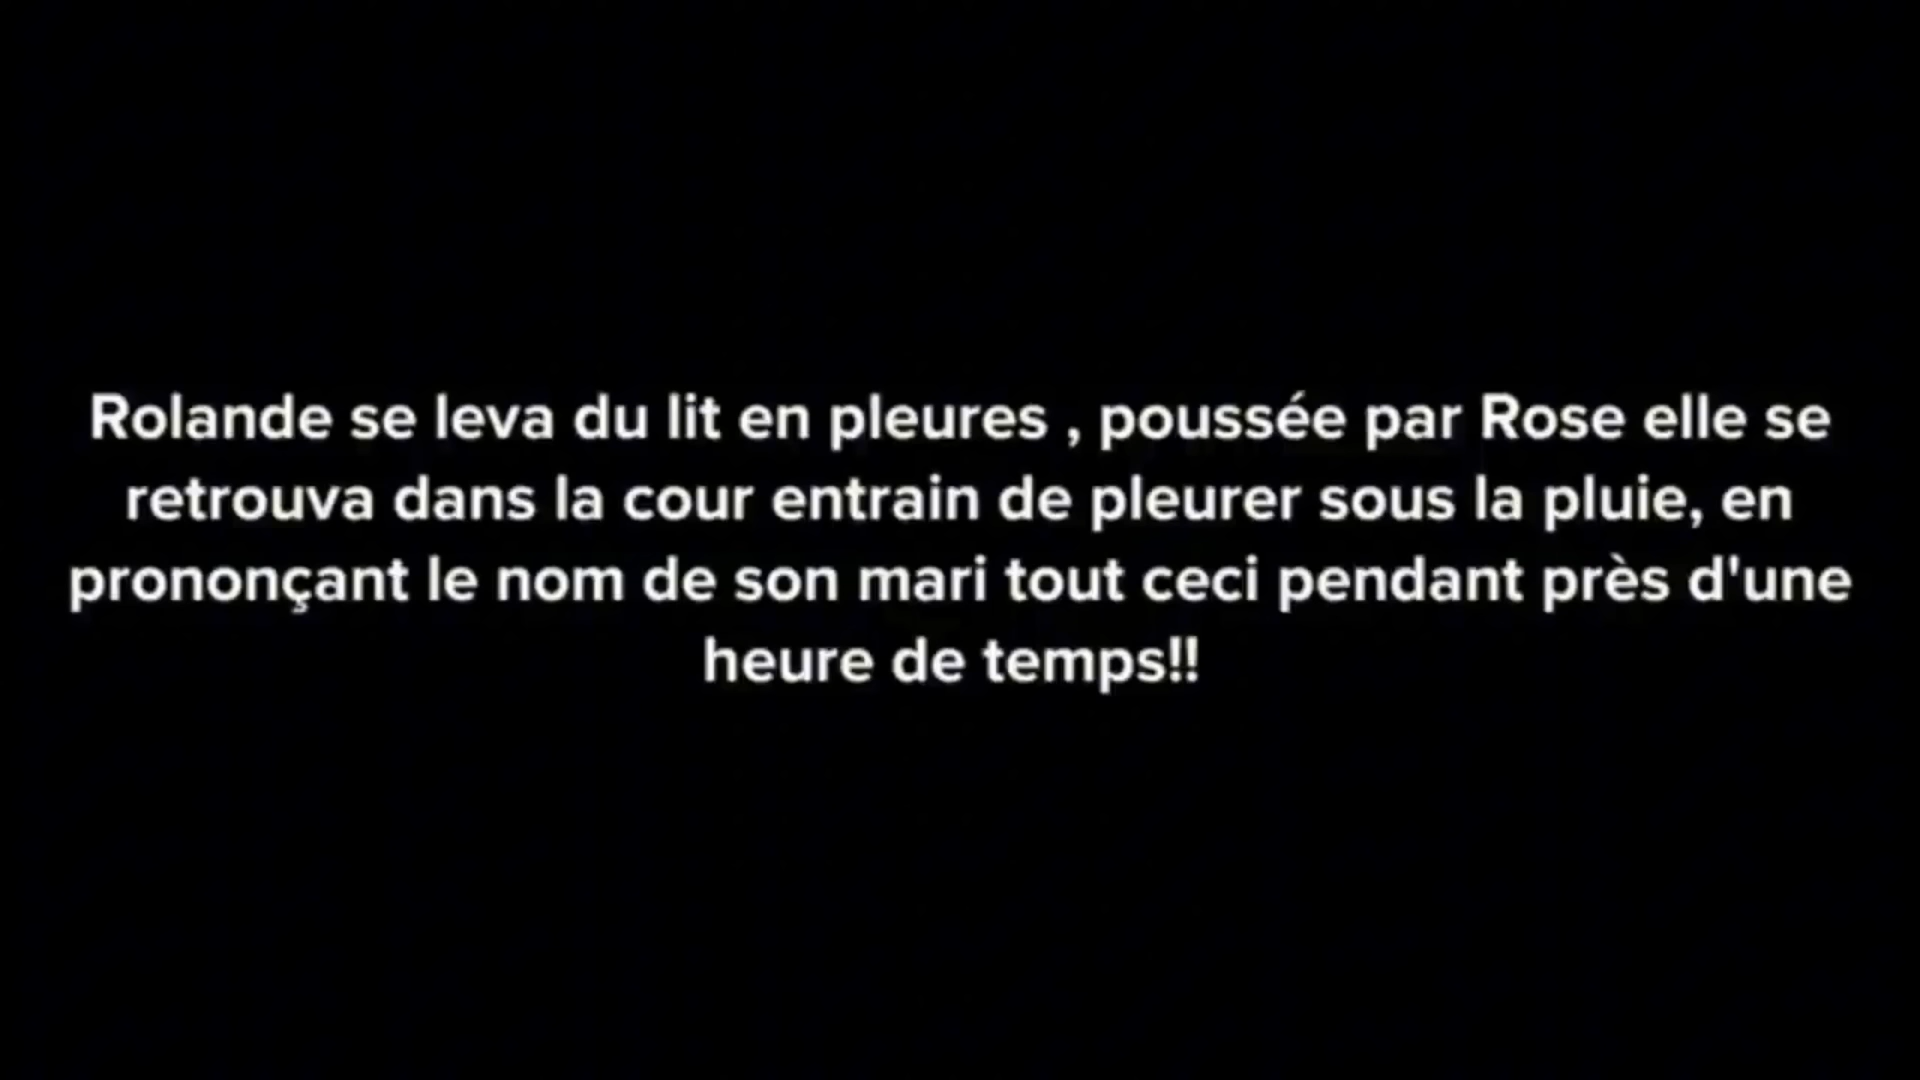 Rolande se leva du lit en pleures , poussée par Rose elle se
retrouva dans la cour entrain de pleurer sous la pluie, en
prononçant le nom de son mari tout ceci pendant près d'une
heure de temps!!